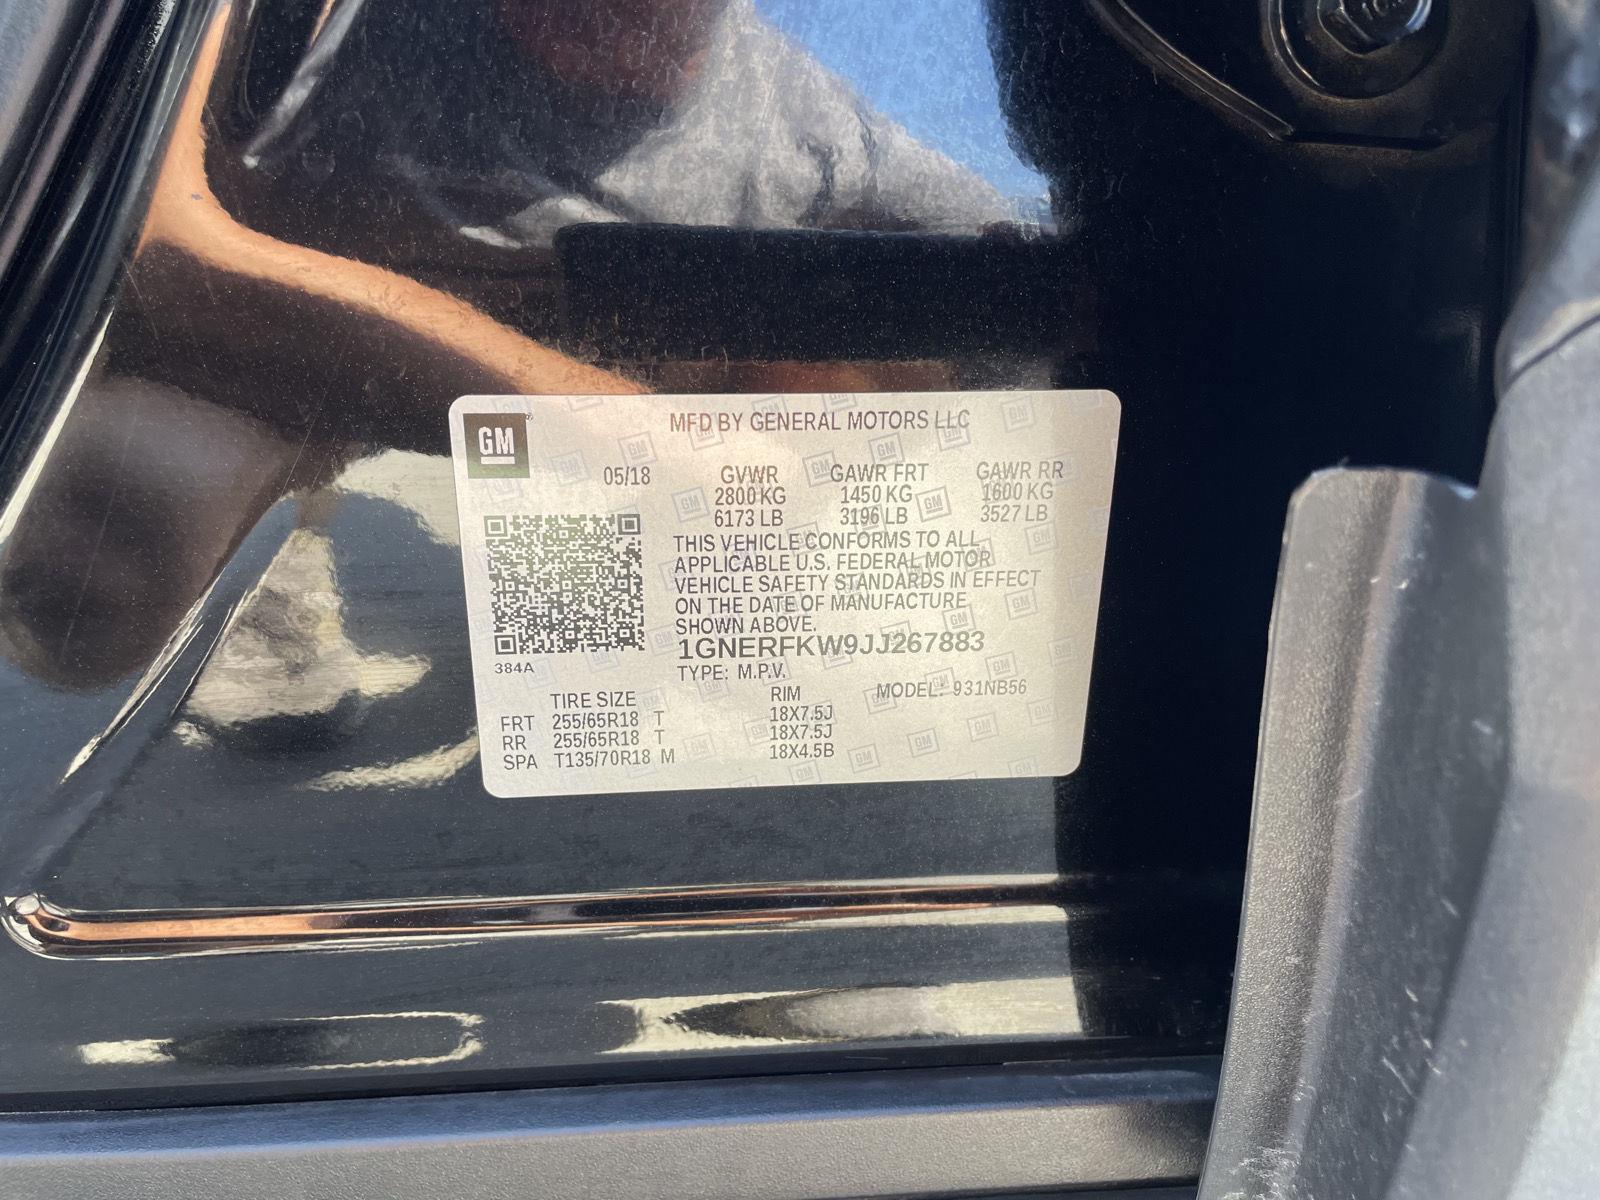 GM
MFD BY GENERAL MOTORS LLC
05/18 GVWR GAWR FRT GAWR RR
2800 KG 1450 KG 1600 KG
6173 LB 3196 LB 3527 LB
THIS VEHICLE CONFORMS TO ALL
APPLICABLE U.S. FEDERAL MOTOR
VEHICLE SAFETY STANDARDS IN EFFECT
ON THE DATE OF MANUFACTURE
SHOWN ABOVE.
1GNERFKW9JJ267883
384A
TYPE: M.P.V.
MODEL: 931NB56
TIRE SIZE RIM
FRT 255/65R18 T 18X7.5J
RR 255/65R18 T 18X7.5J
SPA T135/70R18 M 18X4.5B